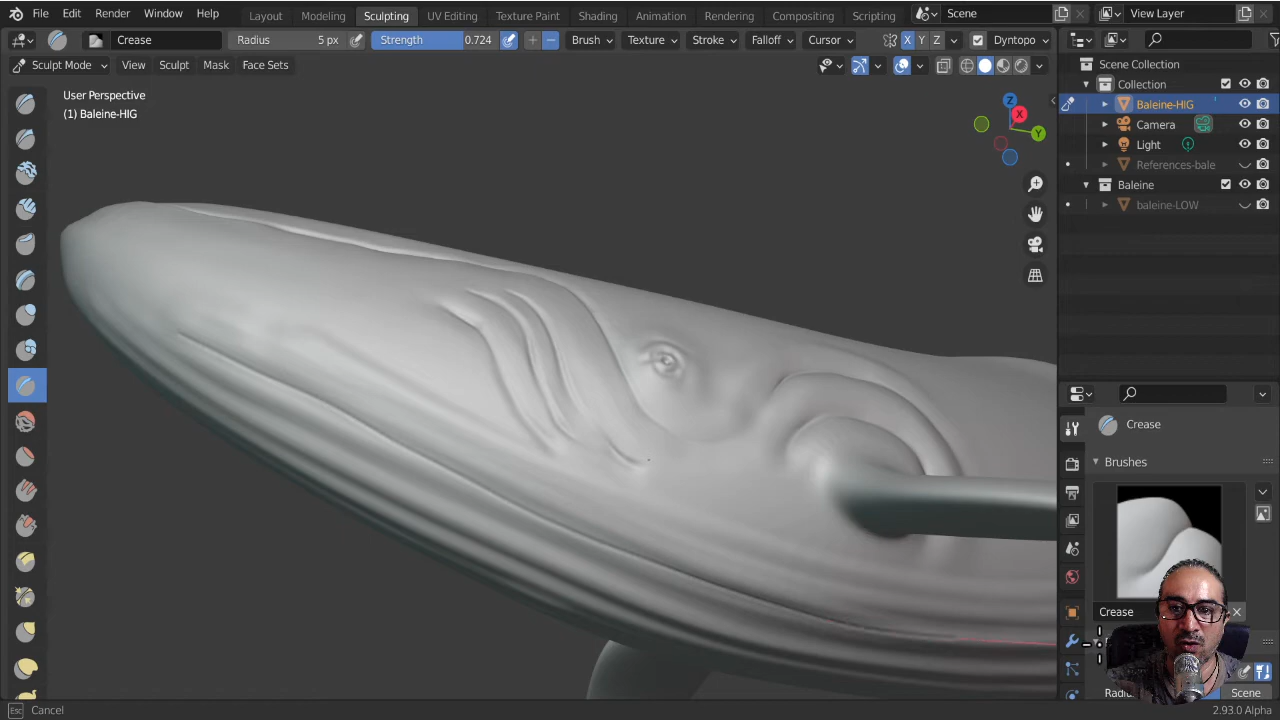 File Edit Render Window Help Layout Modeling Sculpting UV Editing Texture Paint Shading Animation Rendering Compositing Scripting Scene View Layer
Crease Radius 5 px Strength 0.724 Brush Texture Stroke Falloff Cursor X Y Z Dyntopo
Sculpt Mode View Sculpt Mask Face Sets
Scene Collection
User Perspective
(1) Baleine-HIG
Z
X
Y
Collection
Baleine-HIG
Camera
Light
References-bale
Baleine
baleine-LOW
Crease
Brushes
Crease
Scene
Esc Cancel
2.93.0 Alpha